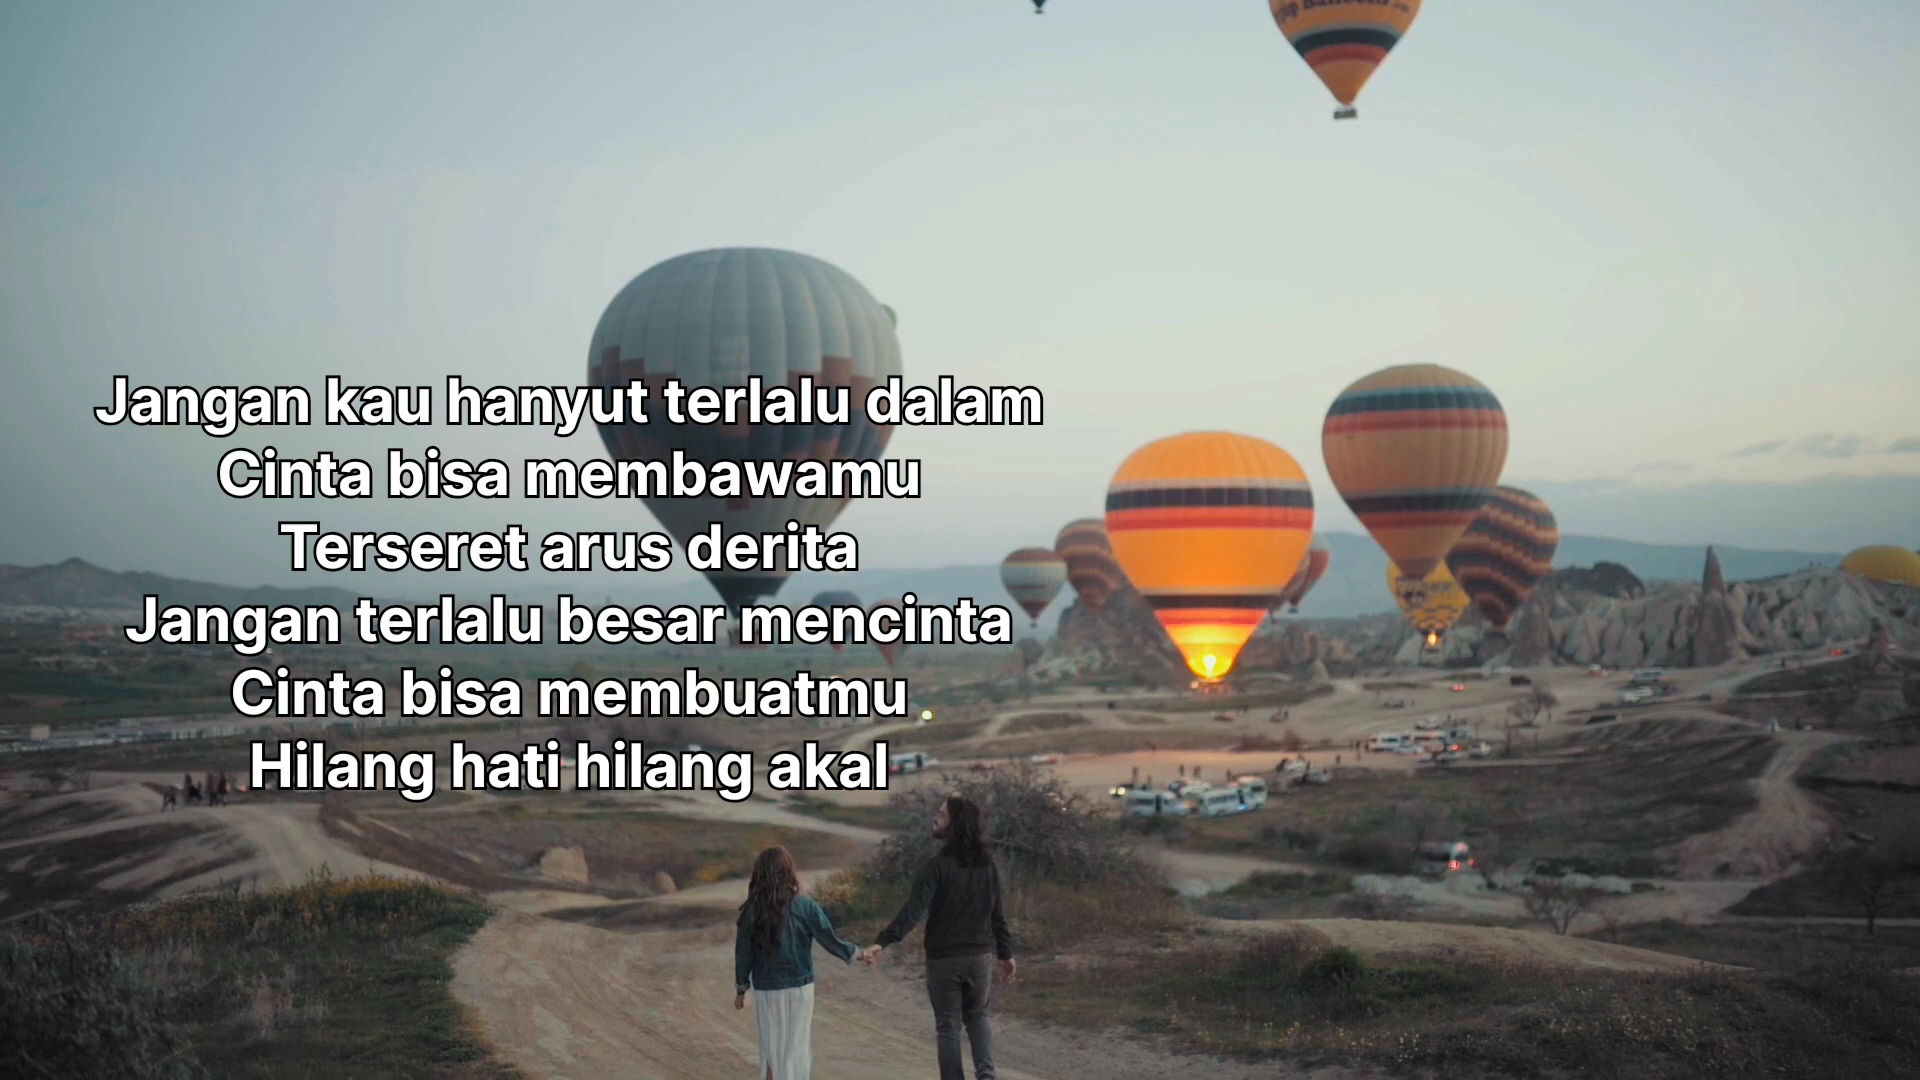 Jangan kau hanyut terlalu dalam
Cinta bisa membawamu
Terseret arus derita
Jangan terlalu besar mencinta
Cinta bisa membuatmu
Hilang hati hilang akal